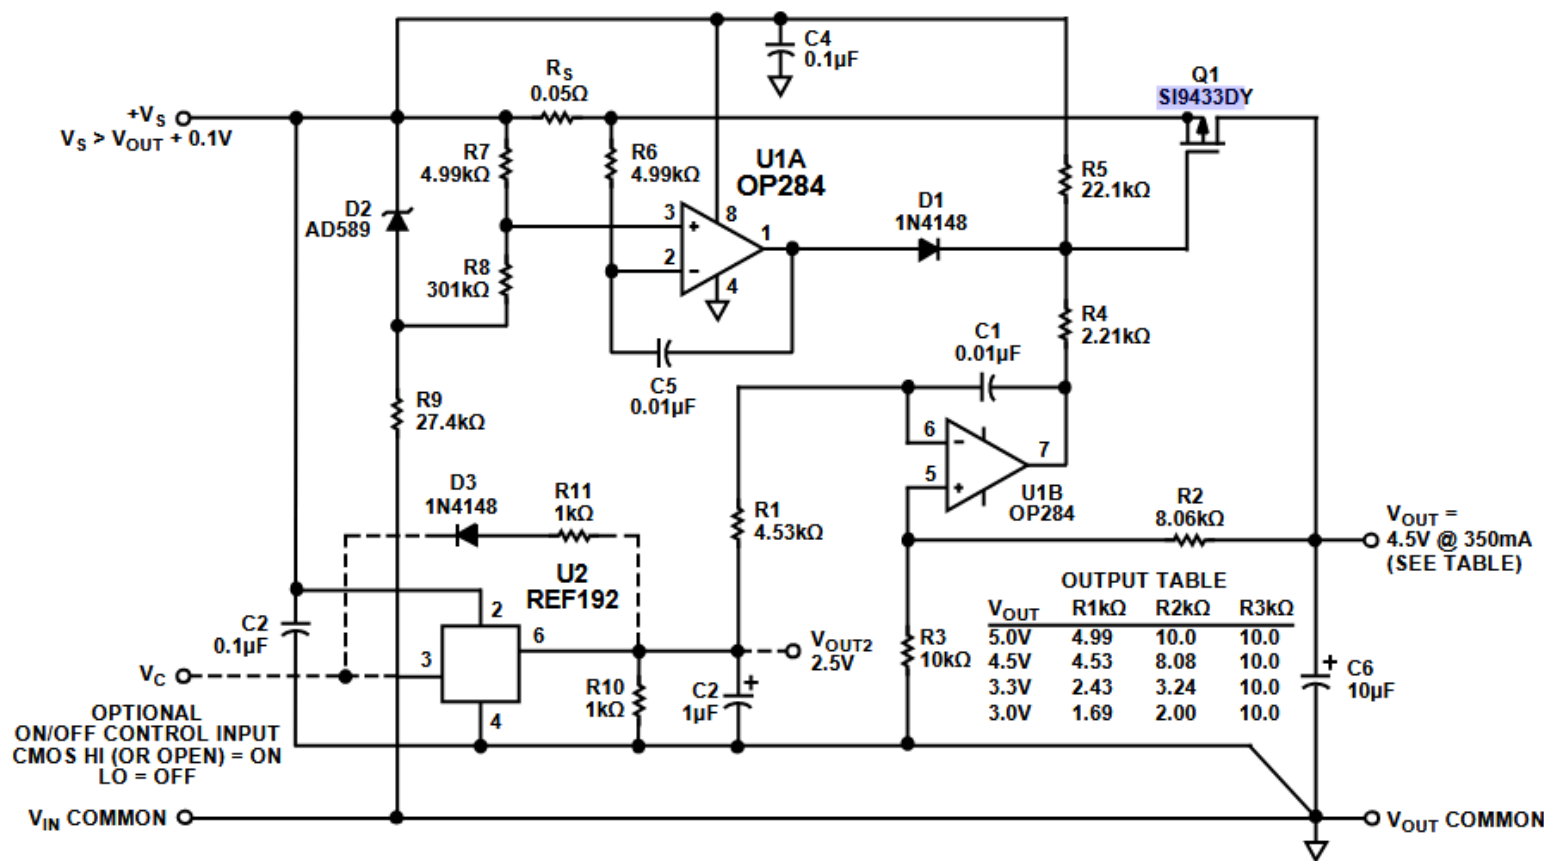 C4
0.1µF
RS
0.05Ω
Q1
SI9433DY
+VS
VS > VOUT + 0.1V
R7
4.99kΩ
R6
4.99kΩ
U1A
OP284
R5
22.1kΩ
D2
AD589
3
+
8
1
D1
1N4148
2
-
4
R8
301kΩ
R4
2.21kΩ
C1
0.01µF
C5
0.01µF
R9
27.4kΩ
6
-
7
5
+
U1B
OP284
D3
1N4148
R11
1kΩ
R1
4.53kΩ
R2
8.06kΩ
VOUT =
4.5V @ 350mA
(SEE TABLE)
U2
REF192
2
6
3
4
C2
0.1µF
VOUT2
2.5V
R3
10kΩ
OUTPUT TABLE
VOUT R1kΩ R2kΩ R3kΩ
5.0V 4.99 10.0 10.0
4.5V 4.53 8.08 10.0
3.3V 2.43 3.24 10.0
3.0V 1.69 2.00 10.0
+
C6
10µF
VC
R10
1kΩ
C2
1µF
+
OPTIONAL
ON/OFF CONTROL INPUT
CMOS HI (OR OPEN) = ON
LO = OFF
VIN COMMON
VOUT COMMON